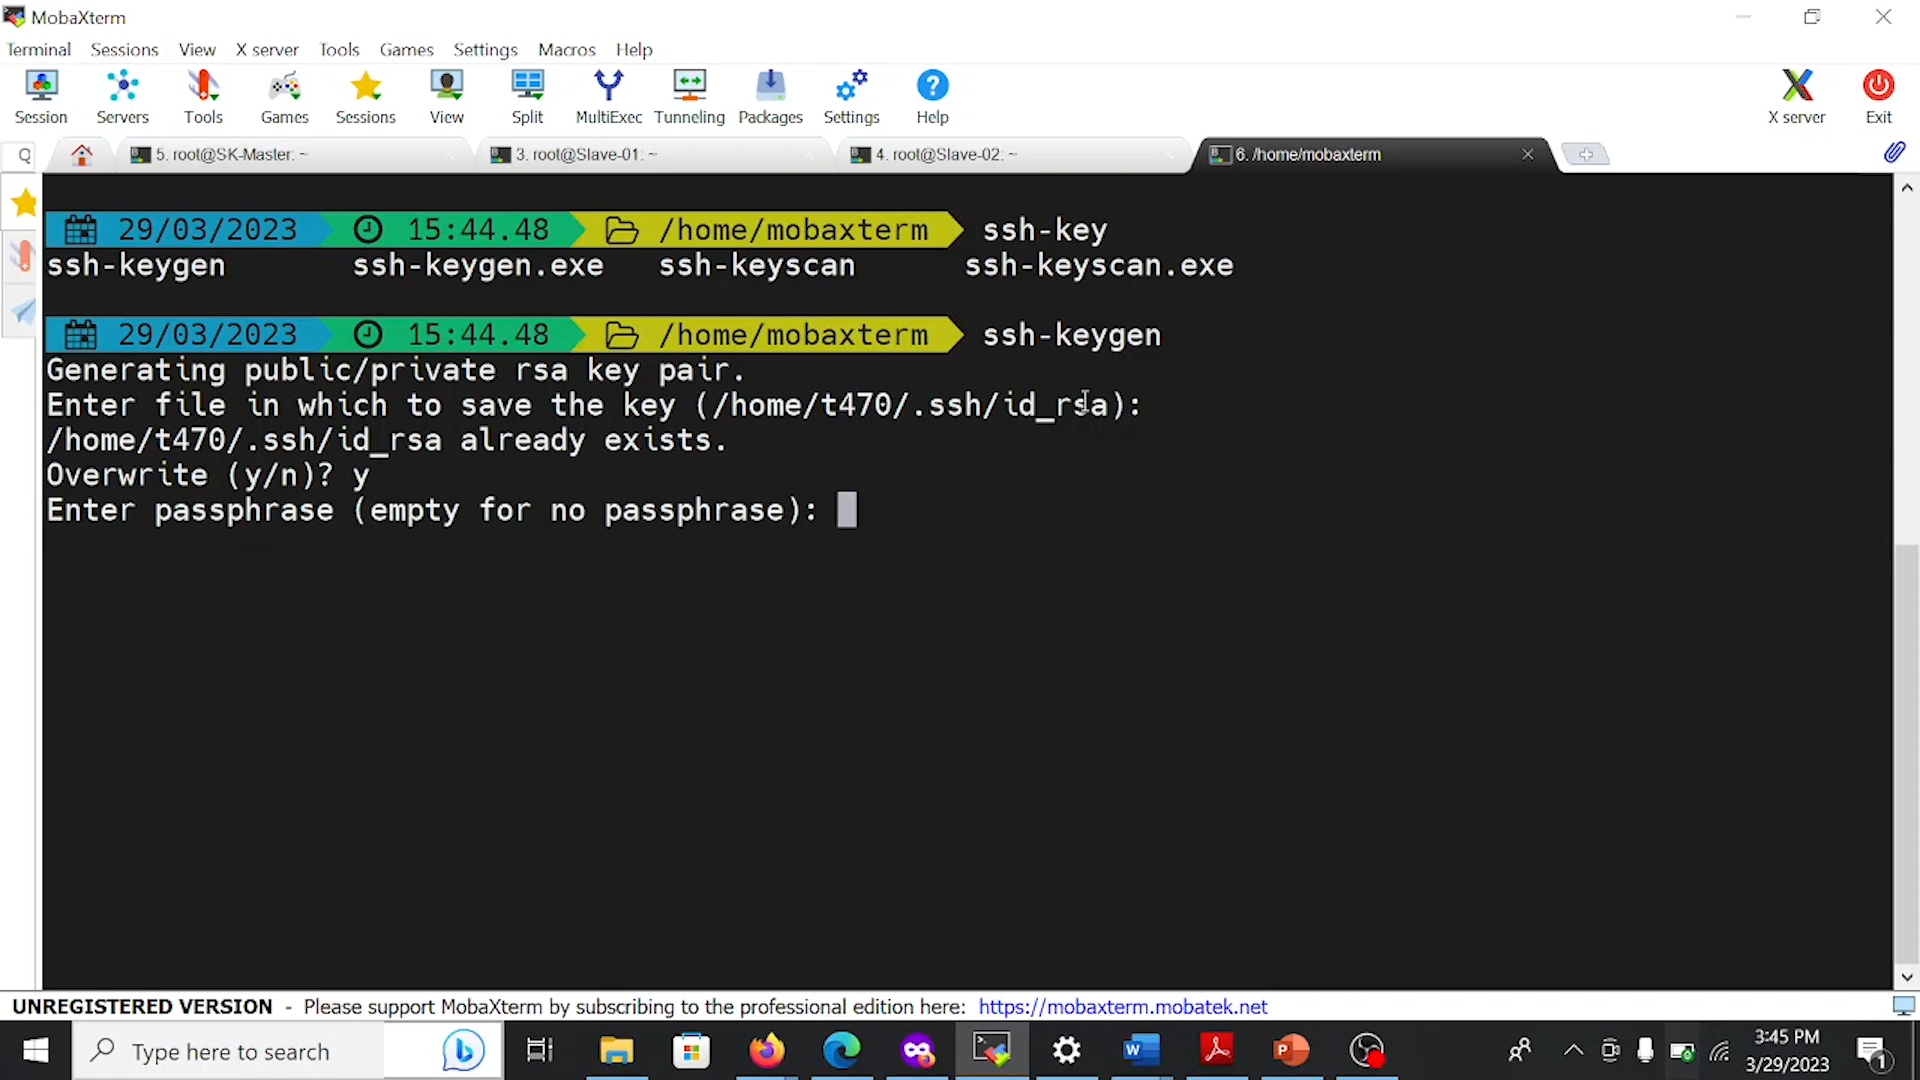 MobaXterm
Terminal Sessions View X server Tools Games Settings Macros Help
Session Servers Tools Games Sessions View Split MultiExec Tunneling Packages Settings Help X server Exit
Q 5. root@SK-Master: ~ 3. root@Slave-01: ~ 4. root@Slave-02: ~ 6. /home/mobaxterm
29/03/2023 15:44.48 /home/mobaxterm ssh-key
ssh-keygen ssh-keygen.exe ssh-keyscan ssh-keyscan.exe
29/03/2023 15:44.48 /home/mobaxterm ssh-keygen
Generating public/private rsa key pair.
Enter file in which to save the key (/home/t470/.ssh/id_rsa):
/home/t470/.ssh/id_rsa already exists.
Overwrite (y/n)? y
Enter passphrase (empty for no passphrase):
UNREGISTERED VERSION - Please support MobaXterm by subscribing to the professional edition here: https://mobaxterm.mobatek.net
Type here to search
3:45 PM
3/29/2023
1